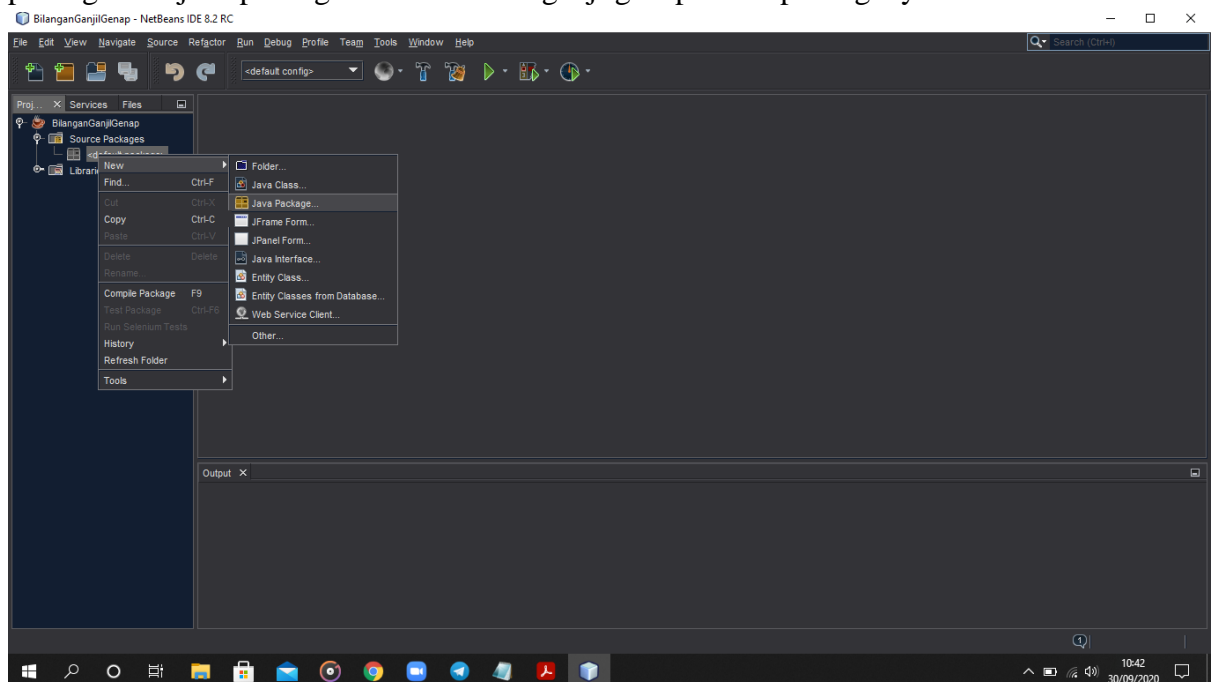 BilanganGanjilGenap - NetBeans IDE 8.2 RC
File Edit View Navigate Source Refactor Run Debug Profile Team Tools Window Help
Search (Ctrl+I)
<default config>
Proj... Services Files
BilanganGanjilGenap
Source Packages
New
Folder...
Find... Ctrl-F
Java Class...
Cut Ctrl-X
Java Package...
Copy Ctrl-C
JFrame Form...
Paste Ctrl-V
JPanel Form...
Delete Delete
Java Interface...
Rename...
Entity Class...
Compile Package F9
Entity Classes from Database...
Test Package Ctrl-F6
Web Service Client...
Run Selenium Tests
Other...
History
Refresh Folder
Tools
Output
1
10:42
30/09/2020